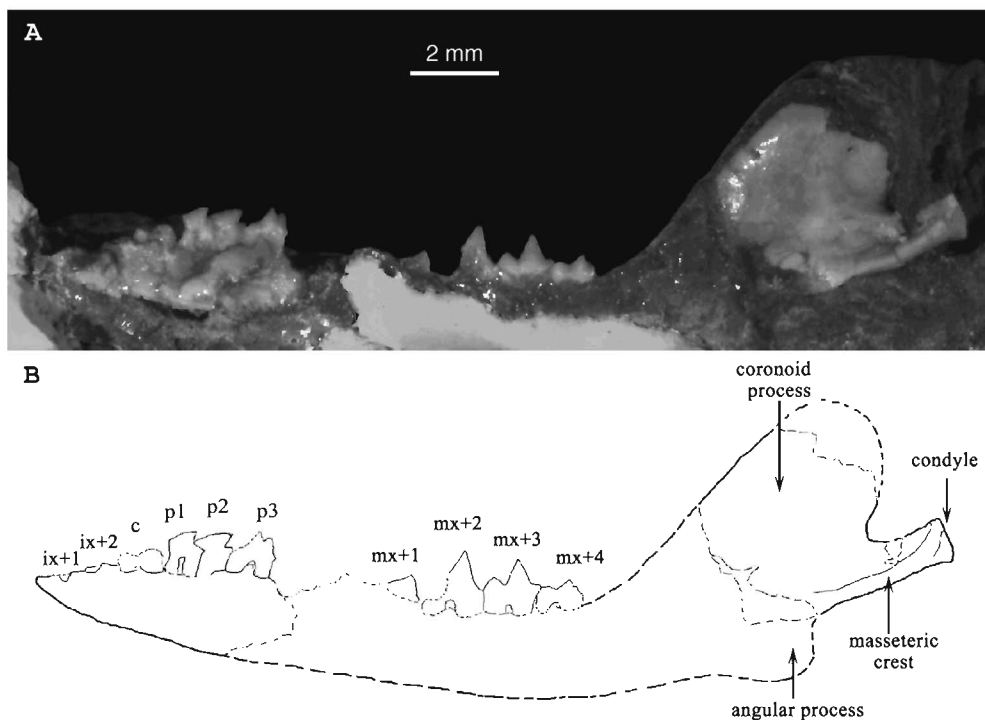 A
2 mm
B
coronoid
process
condyle
ix+1
ix+2
c
p1
p2
p3
mx+1
mx+2
mx+3
mx+4
masseteric
crest
angular process